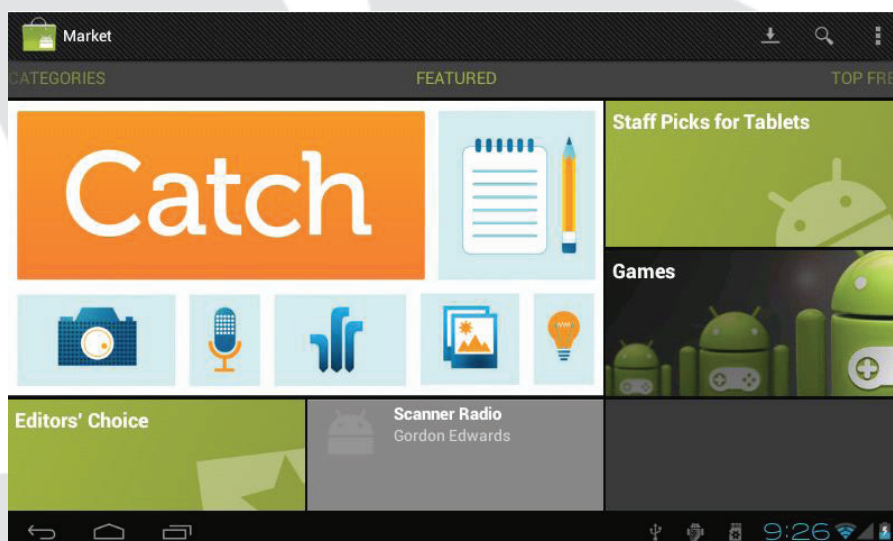 Market
CATEGORIES
FEATURED
TOP FRE
Catch
Staff Picks for Tablets
Games
Editors' Choice
Scanner Radio
Gordon Edwards
9:26